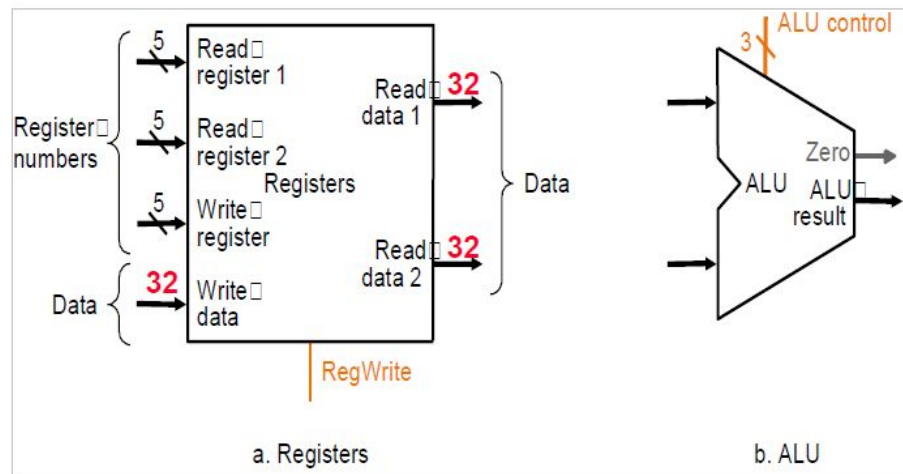 5
Read□
register 1
5
Read□
register 2
5
Write□
register
32
Write□
data
Register□
numbers
Data
Registers
Read□ 32
data 1
Read□ 32
data 2
Data
RegWrite
a. Registers
ALU control
3
Zero
ALU
ALU□
result
b. ALU